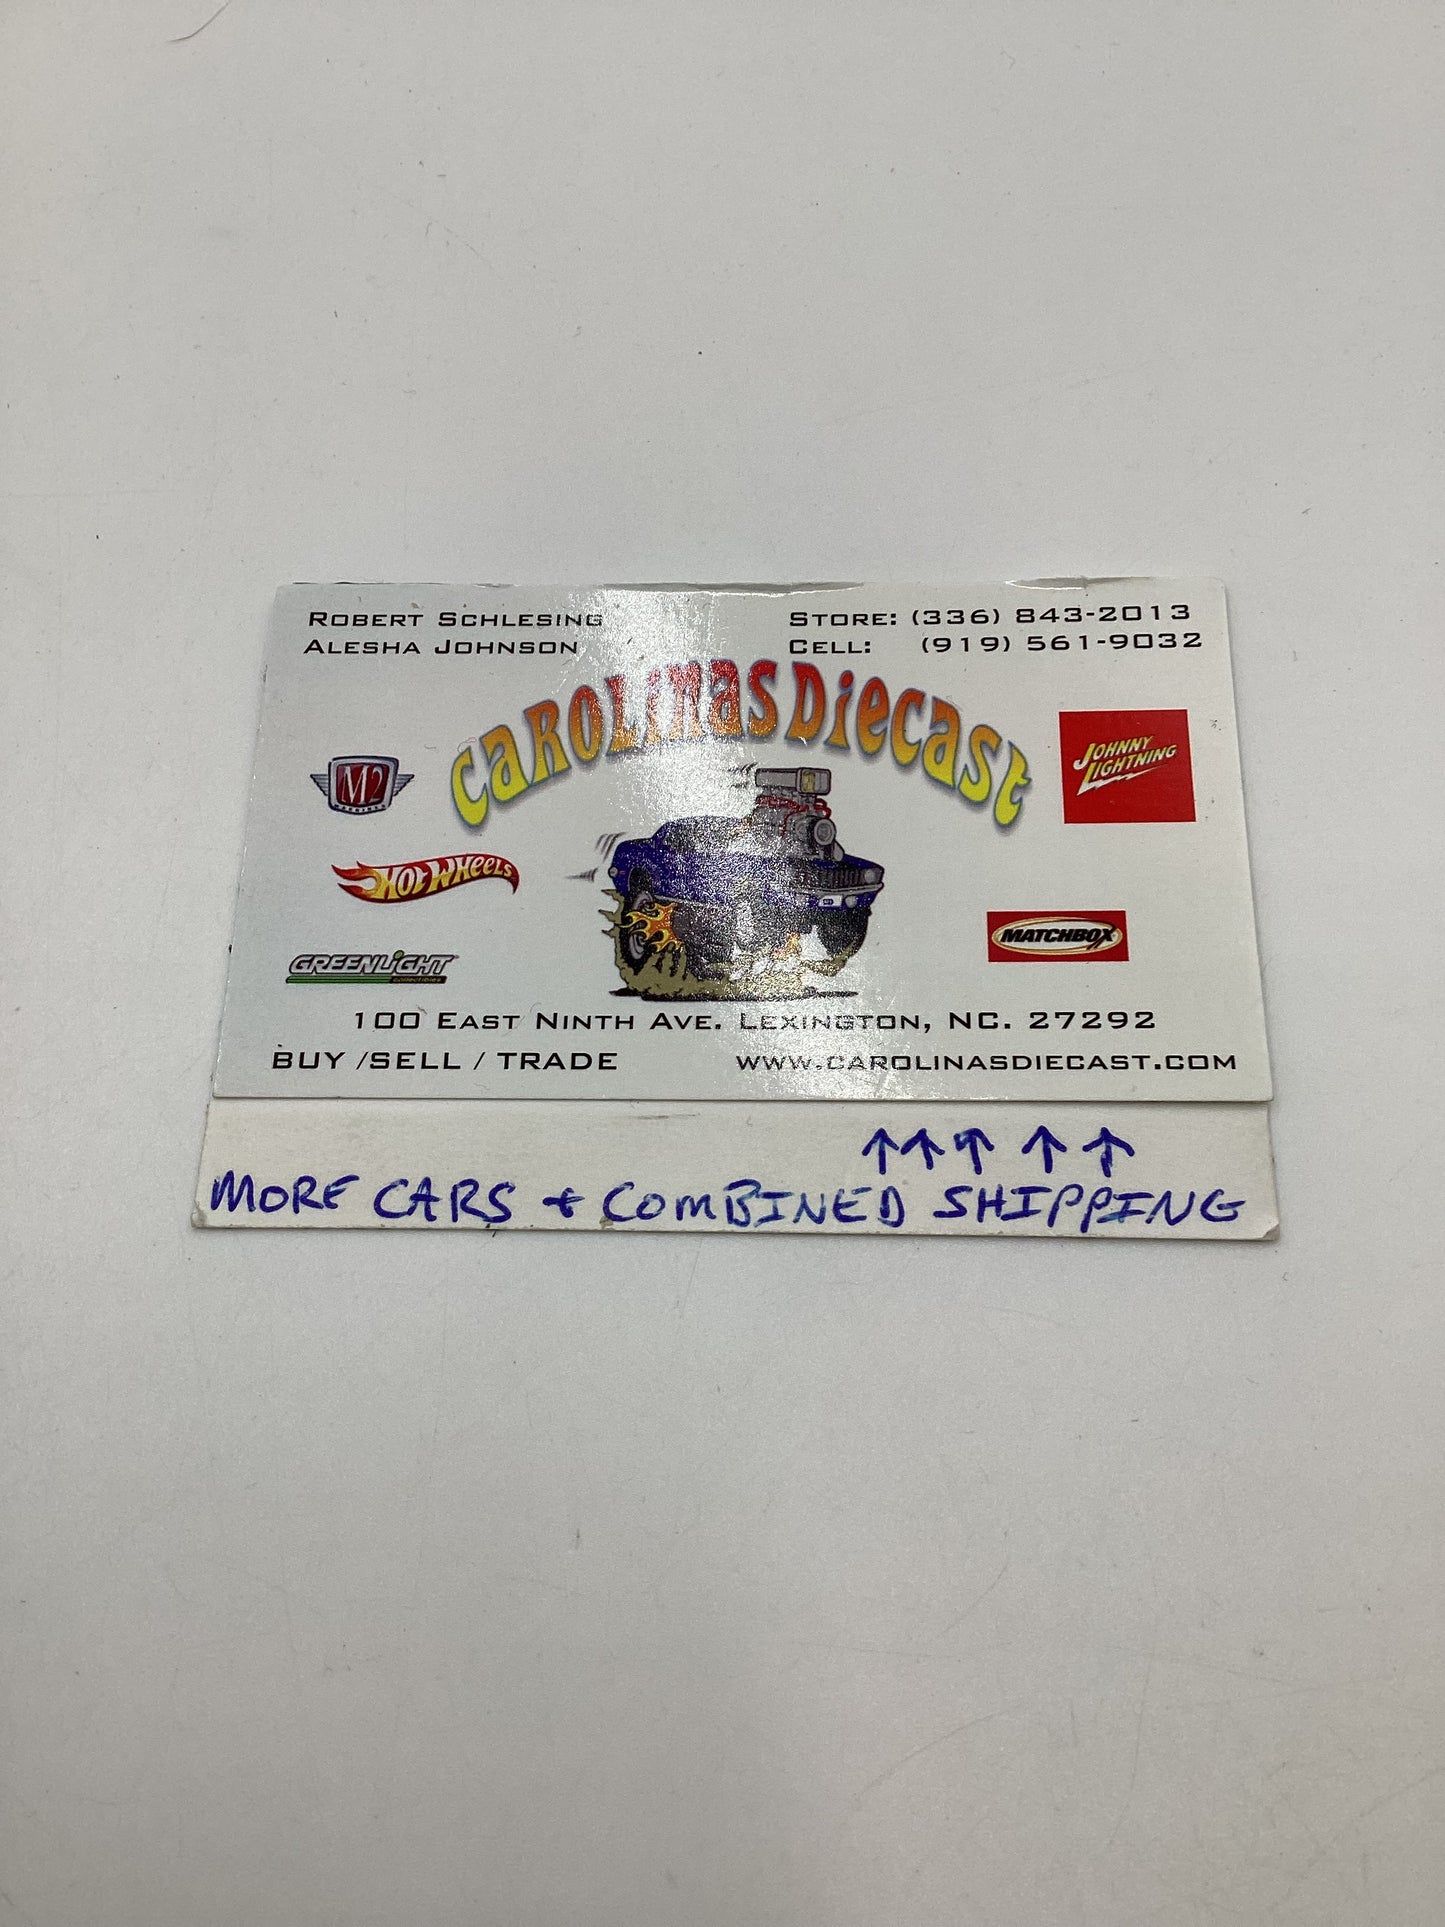 ROBERT SCHLESING
ALESHA JOHNSON
STORE: (336) 843-2013
CELL: (919) 561-9032
CAROLINAS DIECAST
M2
MACHINES
JOHNNY
LIGHTNING
HOT WHEELS
MATCHBOX
GREENLIGHT
collectibles
100 EAST NINTH AVE. LEXINGTON, NC. 27292
BUY /SELL / TRADE
WWW.CAROLINASDIECAST.COM
↑↑↑ ↑ ↑
MORE CARS + COMBINED SHIPPING